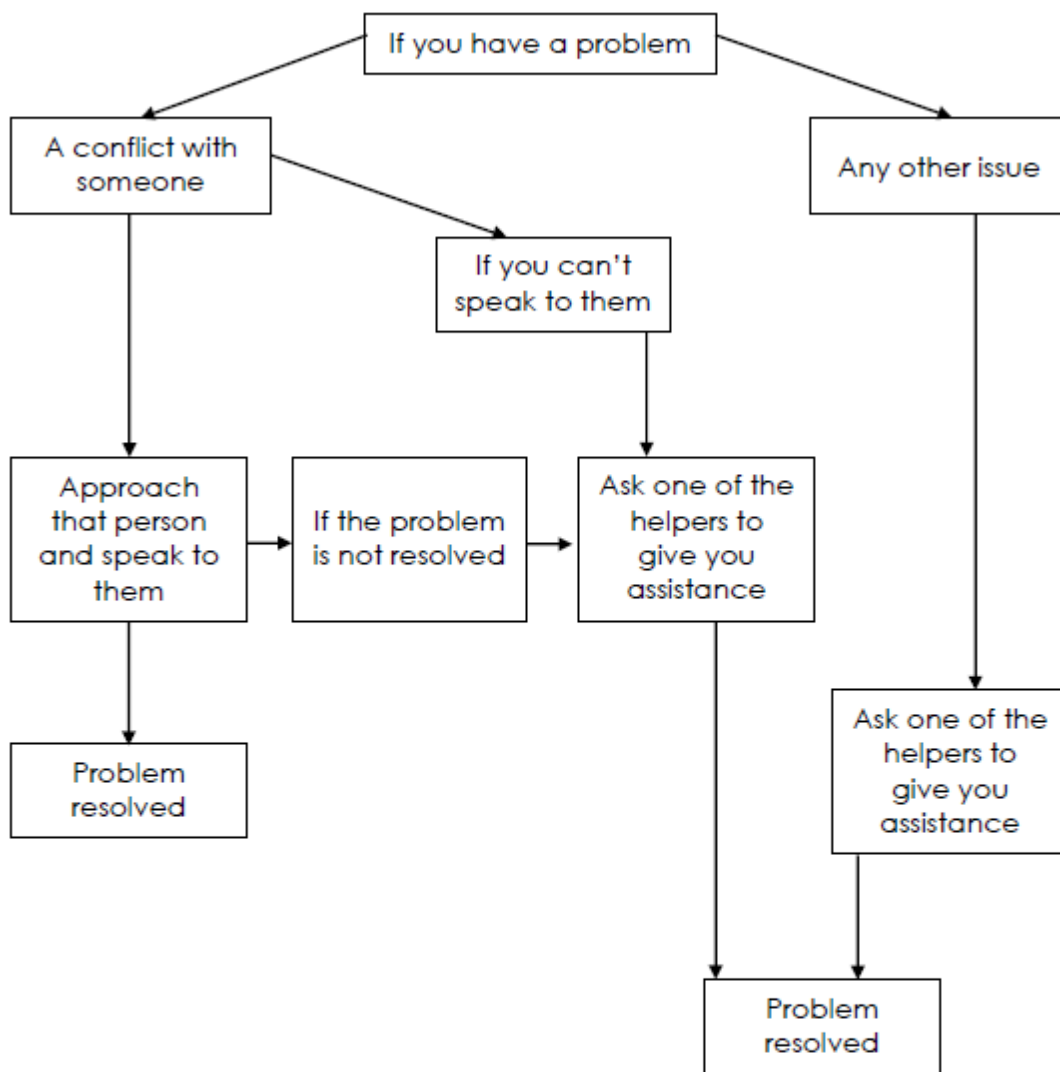 If you have a problem
A conflict with
someone
Any other issue
If you can't
speak to them
Approach
that person
and speak to
them
If the problem
is not resolved
Ask one of the
helpers to
give you
assistance
Problem
resolved
Ask one of the
helpers to
give you
assistance
Problem
resolved